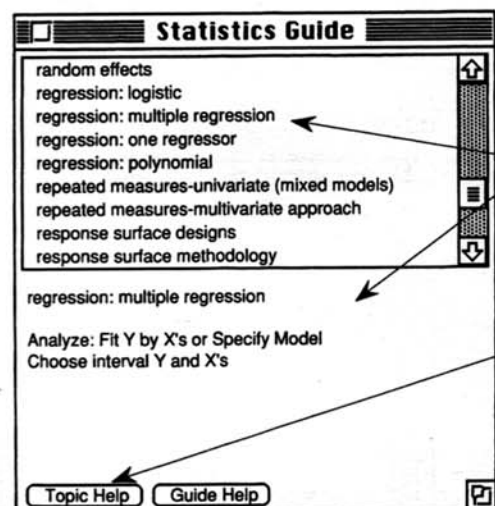 Statistics Guide
random effects
regression: logistic
regression: multiple regression
regression: one regressor
regression: polynomial
repeated measures-univariate (mixed models)
repeated measures-multivariate approach
response surface designs
response surface methodology
regression: multiple regression
Analyze: Fit Y by X's or Specify Model
Choose interval Y and X's
Topic Help
Guide Help